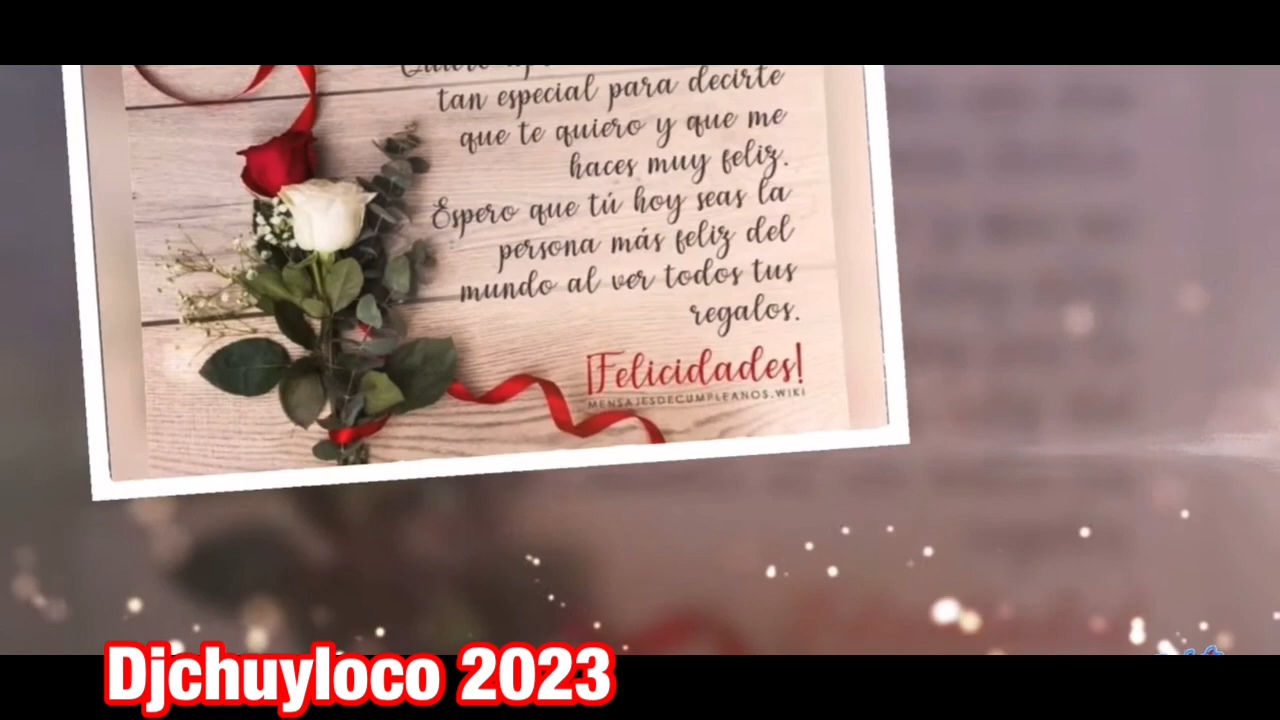 tan especial para decirte
que te quiero y que me
haces muy feliz.
Espero que tú hoy seas la
persona más feliz del
mundo al ver todos tus
regalos.
¡Felicidades!
MENSAJESDECUMPLEANOS.WIKI
Djchuyloco 2023